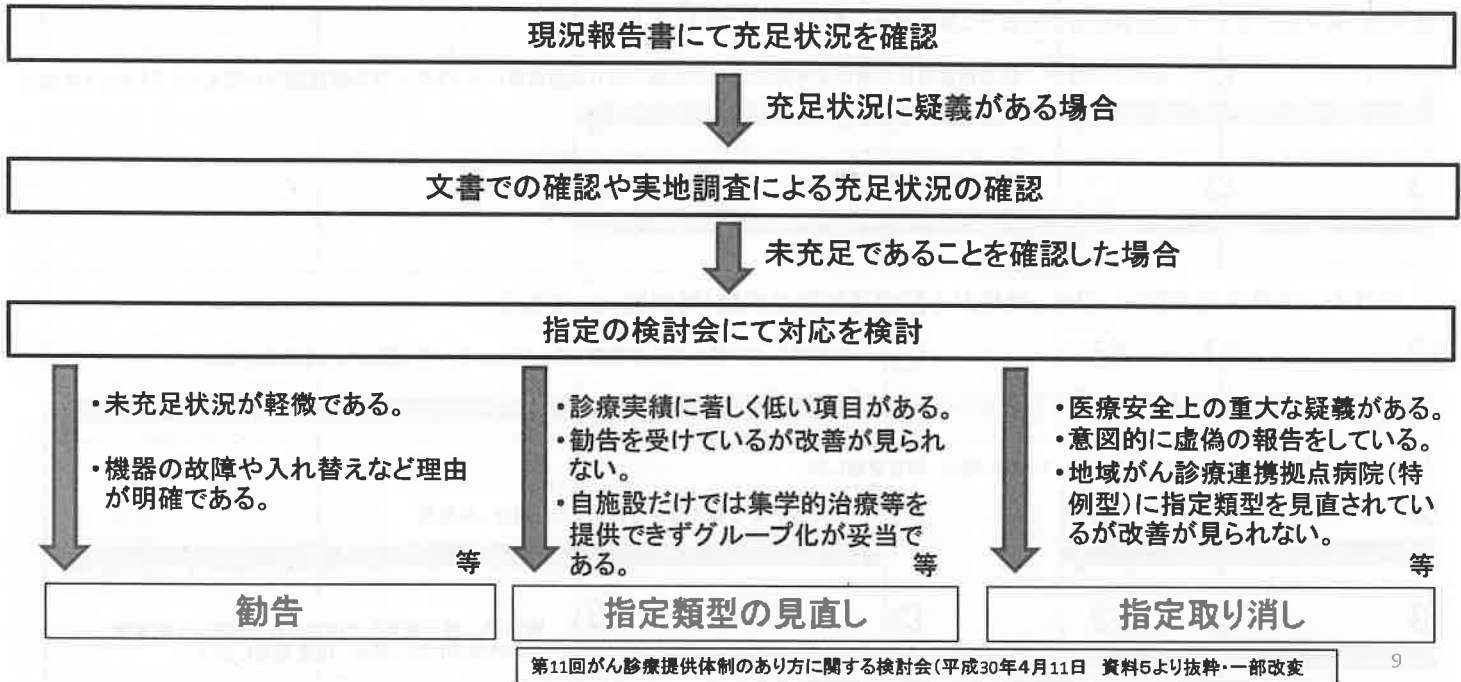 現況報告書にて充足状況を確認
充足状況に疑義がある場合
文書での確認や実地調査による充足状況の確認
未充足であることを確認した場合
指定の検討会にて対応を検討
・未充足状況が軽微である。
・機器の故障や入れ替えなど理由
が明確である。
等
勧告
・診療実績に著しく低い項目がある。
・勧告を受けているが改善が見られ
ない。
・自施設だけでは集学的治療等を
提供できずグループ化が妥当で
ある。
等
指定類型の見直し
・医療安全上の重大な疑義がある。
・意図的に虚偽の報告をしている。
・地域がん診療連携拠点病院(特
例型)に指定類型を見直されてい
るが改善が見られない。
等
指定取り消し
第11回がん診療提供体制のあり方に関する検討会(平成30年4月11日 資料5より抜粋・一部改変
9